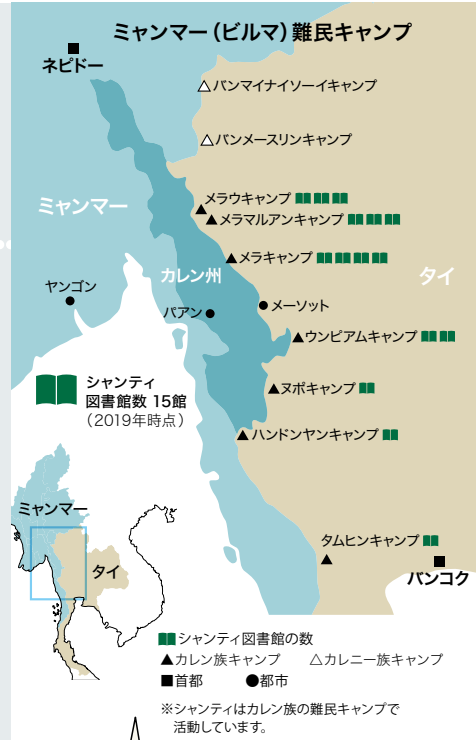 ミャンマー（ビルマ）難民キャンプ
ネピドー
バンマイナイソーイキャンプ
バンメースリンキャンプ
メラウキャンプ
ミャンマー
メラマルアンキャンプ
メラキャンプ
カレン州
タイ
ヤンゴン
パアン
メーソット
ウンピアムキャンプ
シャンティ
図書館数 15館
（2019年時点）
ヌポキャンプ
ハンドンヤンキャンプ
ミャンマー
タイ
タムヒンキャンプ
バンコク
シャンティ図書館の数
▲カレン族キャンプ △カレニー族キャンプ
■首都 ●都市
※シャンティはカレン族の難民キャンプで
活動しています。